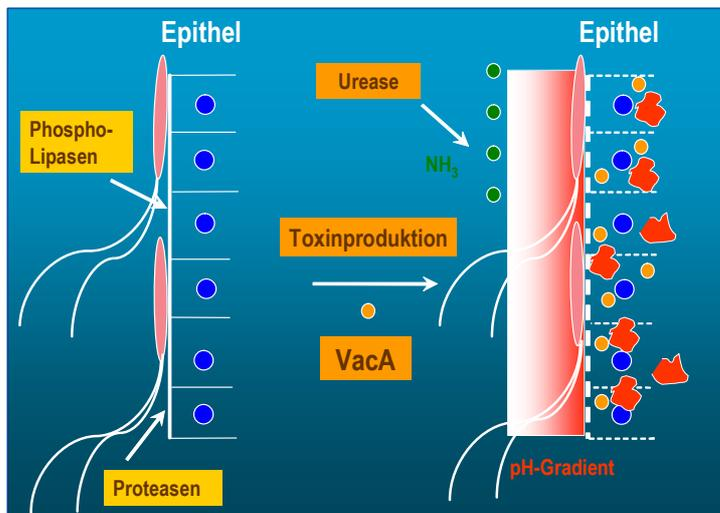 Epithel
Epithel
Urease
Phospho-
Lipasen
NH3
Toxinproduktion
VacA
pH-Gradient
Proteasen